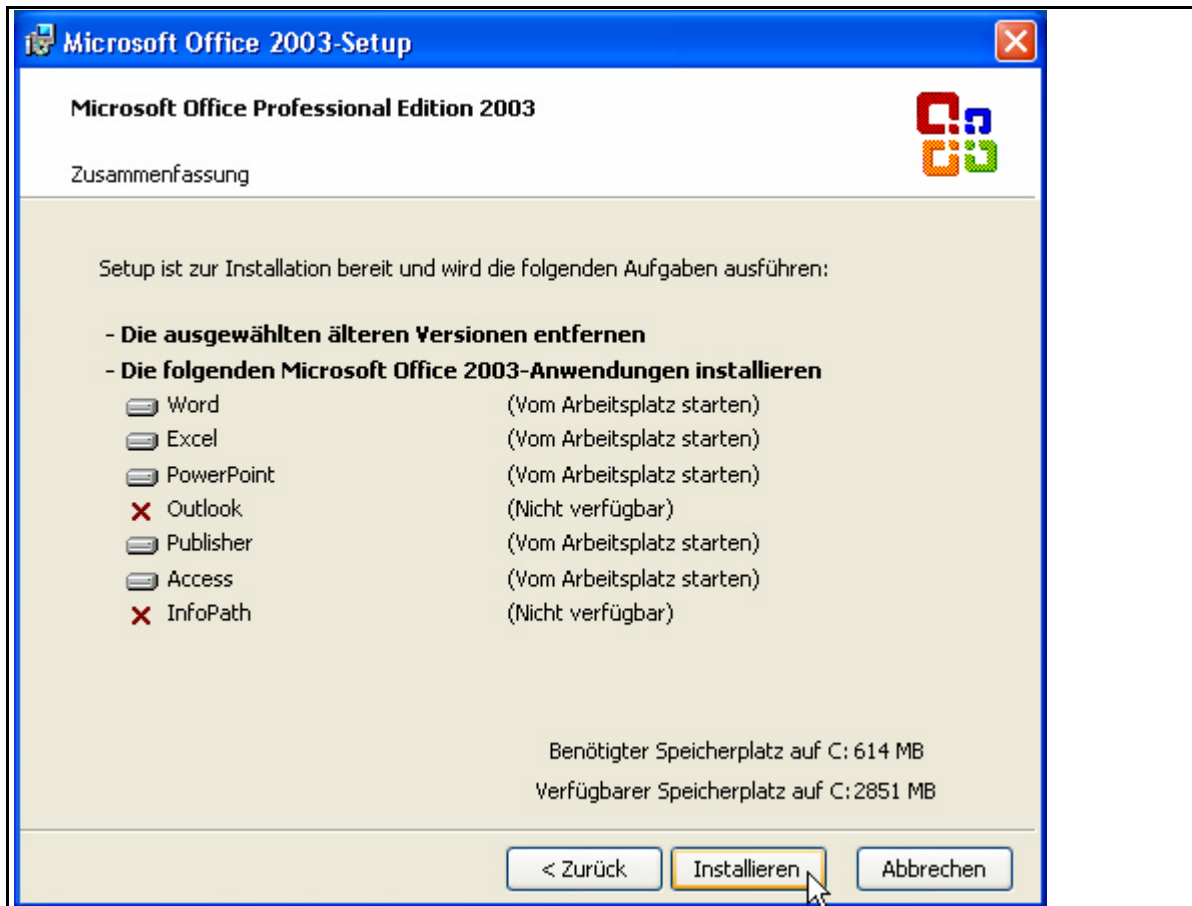 Microsoft Office 2003-Setup
Microsoft Office Professional Edition 2003
Zusammenfassung
Setup ist zur Installation bereit und wird die folgenden Aufgaben ausführen:
- Die ausgewählten älteren Versionen entfernen
- Die folgenden Microsoft Office 2003-Anwendungen installieren
Word (Vom Arbeitsplatz starten)
Excel (Vom Arbeitsplatz starten)
PowerPoint (Vom Arbeitsplatz starten)
Outlook (Nicht verfügbar)
Publisher (Vom Arbeitsplatz starten)
Access (Vom Arbeitsplatz starten)
InfoPath (Nicht verfügbar)
Benötigter Speicherplatz auf C: 614 MB
Verfügbarer Speicherplatz auf C: 2851 MB
< Zurück Installieren Abbrechen